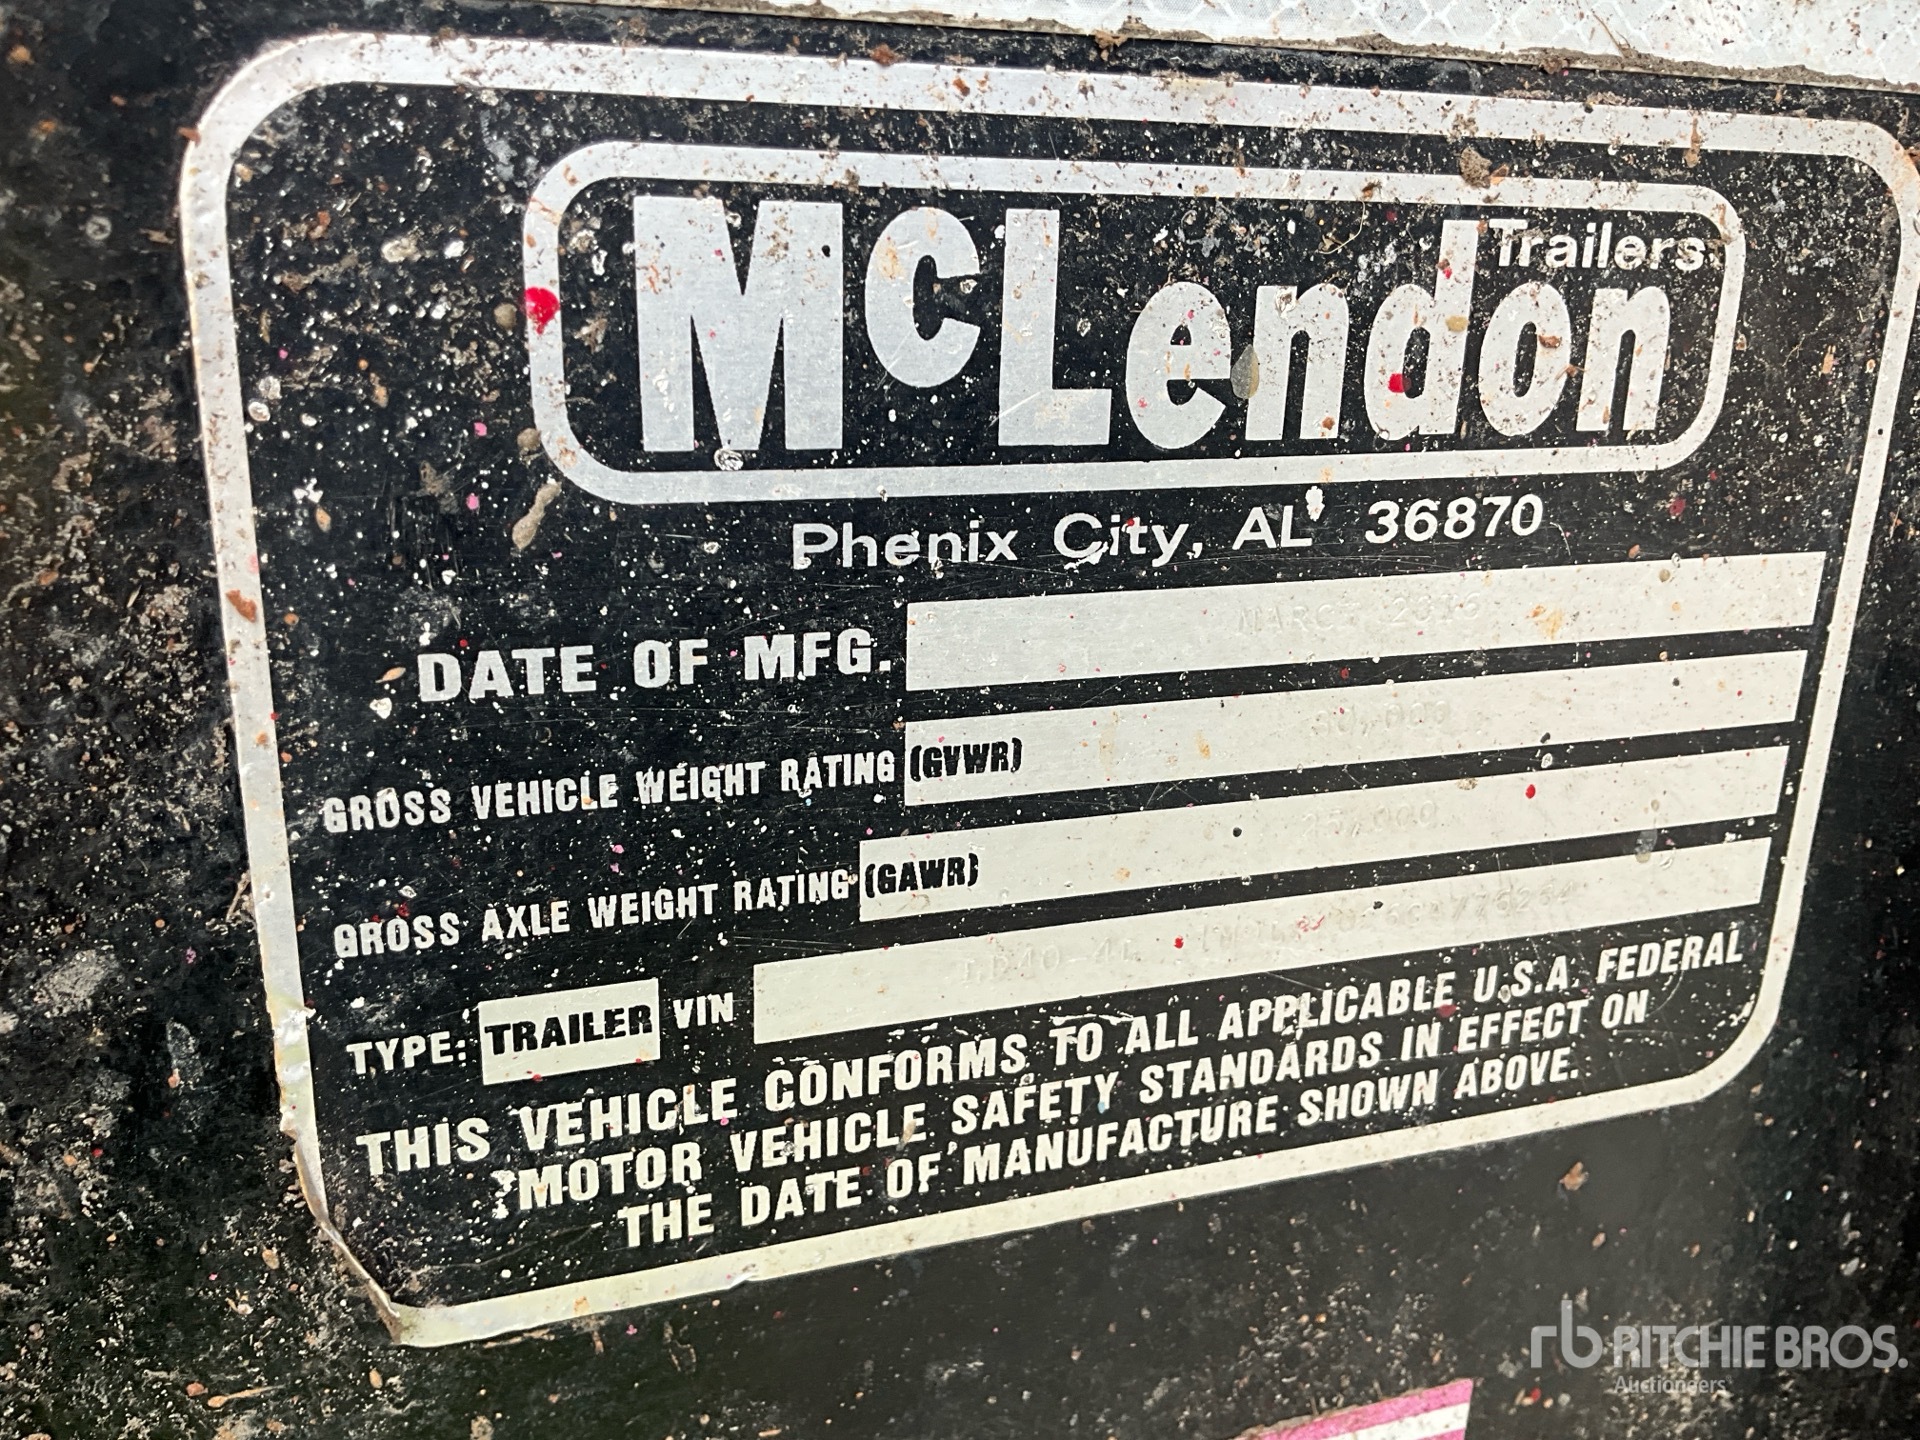 McLendon Trailers
Phenix City, AL 36870
DATE OF MFG. MARCH
GROSS VEHICLE WEIGHT RATING (GVWR)
GROSS AXLE WEIGHT RATING (GAWR)
TYPE: TRAILER VIN
THIS VEHICLE CONFORMS TO ALL APPLICABLE U.S.A. FEDERAL
MOTOR VEHICLE SAFETY STANDARDS IN EFFECT ON
THE DATE OF MANUFACTURE SHOWN ABOVE.
rb RITCHIE BROS.
Auctioneers